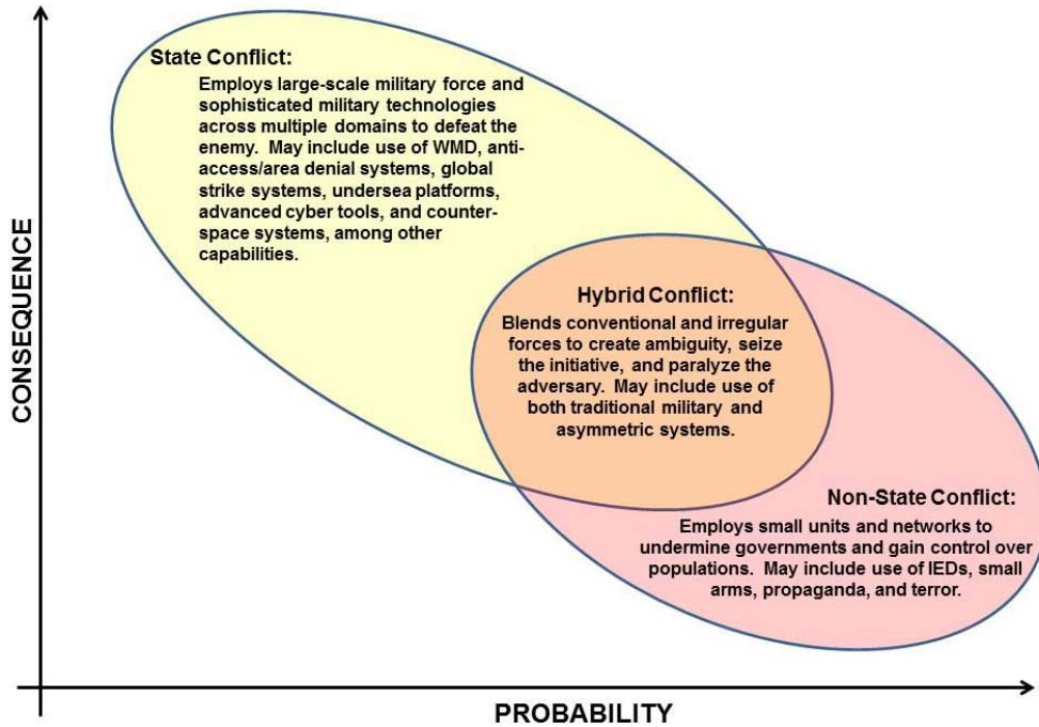 State Conflict:
Employs large-scale military force and
sophisticated military technologies
across multiple domains to defeat the
enemy. May include use of WMD, anti-
access/area denial systems, global
strike systems, undersea platforms,
advanced cyber tools, and counter-
space systems, among other
capabilities.
CONSEQUENCE
Hybrid Conflict:
Blends conventional and irregular
forces to create ambiguity, seize
the initiative, and paralyze the
adversary. May include use of
both traditional military and
asymmetric systems.
Non-State Conflict:
Employs small units and networks to
undermine governments and gain control over
populations. May include use of IEDs, small
arms, propaganda, and terror.
PROBABILITY